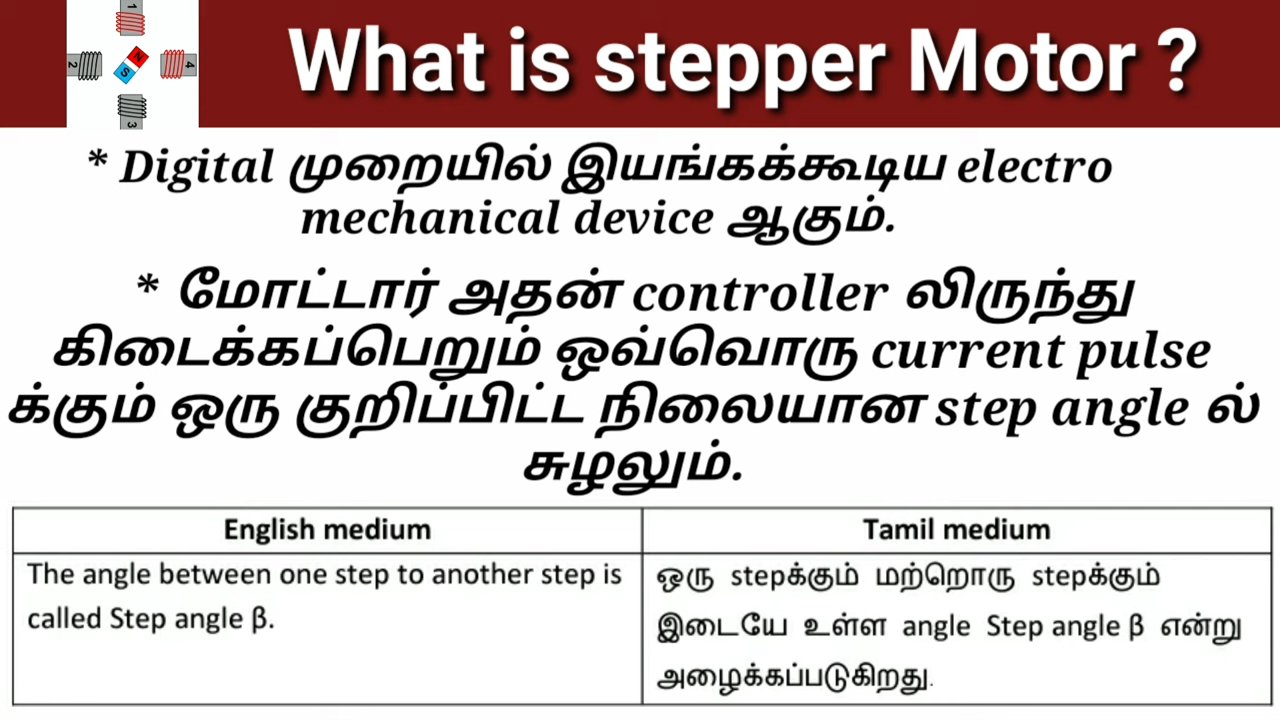 1
2
N
S
4
3
What is stepper Motor ?
* Digital முறையில் இயங்கக்கூடிய electro
mechanical device ஆகும்.
* மோட்டார் அதன் controller லிருந்து
கிடைக்கப்பெறும் ஒவ்வொரு current pulse
க்கும் ஒரு குறிப்பிட்ட நிலையான step angle ல்
சுழலும்.
English medium
Tamil medium
The angle between one step to another step is
called Step angle β.
ஒரு stepக்கும் மற்றொரு stepக்கும்
இடையே உள்ள angle Step angle β என்று
அழைக்கப்படுகிறது.